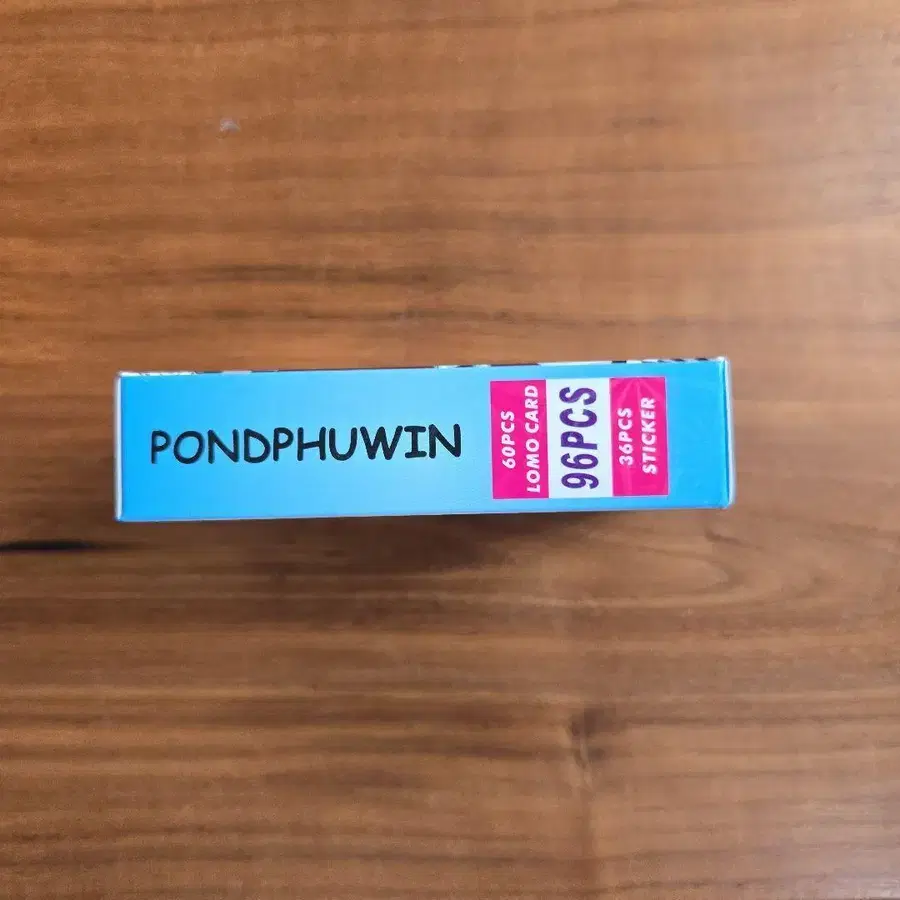 PONDPHUWIN
60PCS
LOMO CARD
96PCS
36PCS
STICKER